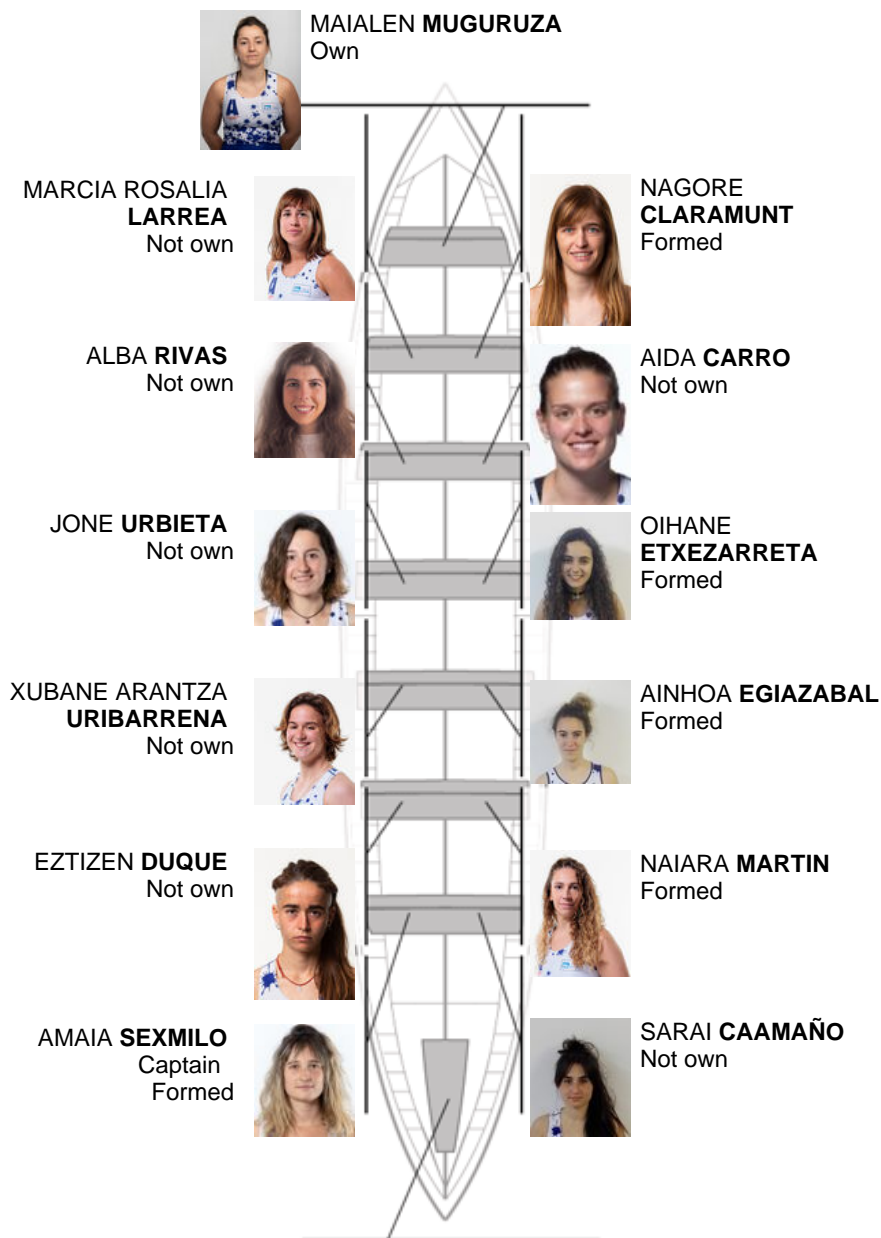 MAIALEN MUGURUZA
Own
MARCIA ROSALIA
LARREA
Not own
NAGORE
CLARAMUNT
Formed
ALBA RIVAS
Not own
AIDA CARRO
Not own
JONE URBIETA
Not own
OIHANE
ETXEZARRETA
Formed
XUBANE ARANTZA
URIBARRENA
Not own
AINHOA EGIAZABAL
Formed
EZTIZEN DUQUE
Not own
NAIARA MARTIN
Formed
AMAIA SEXMILO
Captain
Formed
SARAI CAAMAÑO
Not own